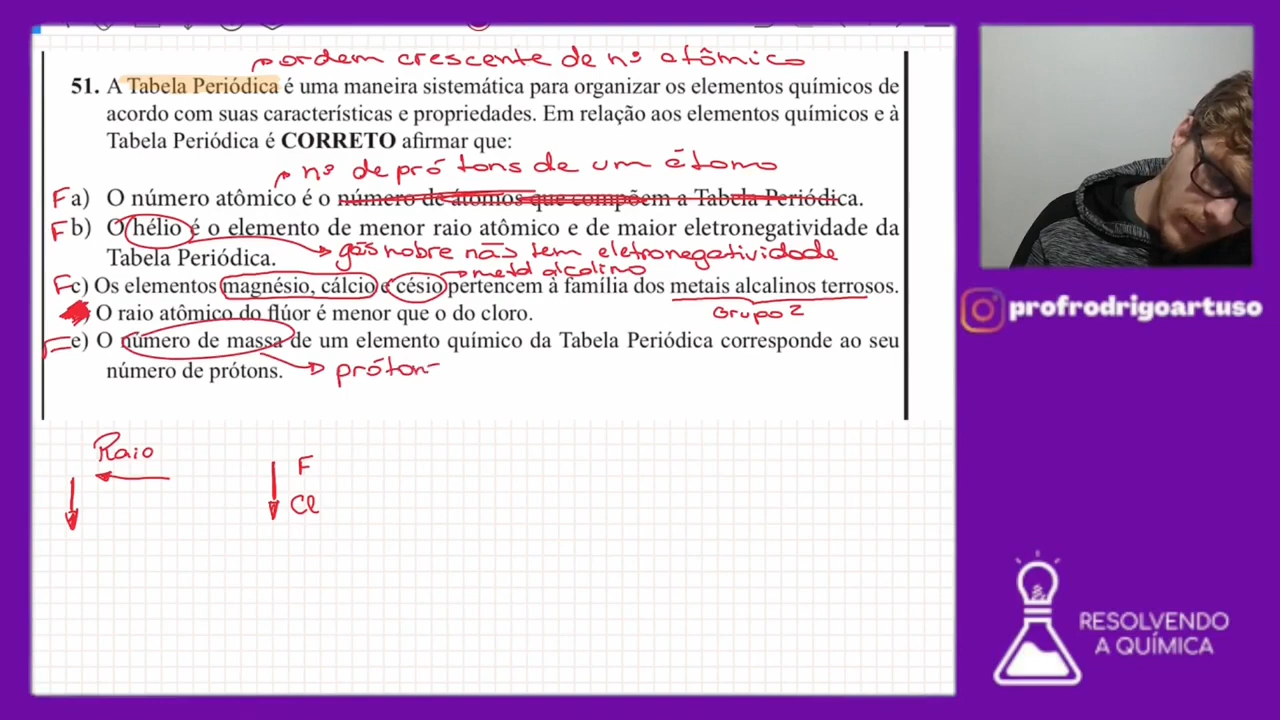 ordem crescente de nº atômico
51. A Tabela Periódica é uma maneira sistemática para organizar os elementos químicos de
acordo com suas características e propriedades. Em relação aos elementos químicos e à
Tabela Periódica é CORRETO afirmar que:
nº de prótons de um átomo
F a) O número atômico é o número de átomos que compõem a Tabela Periódica.
F b) O hélio é o elemento de menor raio atômico e de maior eletronegatividade da
Tabela Periódica.
gás nobre não tem eletronegatividade
metal alcalino
F c) Os elementos magnésio, cálcio e césio pertencem à família dos metais alcalinos terrosos.
Grupo 2
) O raio atômico do flúor é menor que o do cloro.
F e) O número de massa de um elemento químico da Tabela Periódica corresponde ao seu
número de prótons.
próton
Raio
F
Cl
profrodrigoartuso
RESOLVENDO
A QUÍMICA